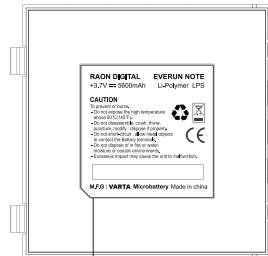 RAON DIGITAL EVERUN NOTE
+3.7V ⎓ 5600mAh Li-Polymer LPS
CAUTION
To prevent or burns.
• Do not expose the high temperature
above 60°C(140°F).
• Do not disassemble, crush, throw,
puncture, modify : dispose it properly.
• Do not short-circuit : allow metal objects
to contact the Battery terminals.
• Do not dispose of in fire or water,
moisture or caostic environments.
• Excessive impact may cause the unit to malfunction.
CE
M.F.G : VARTA Microbattery Made in china